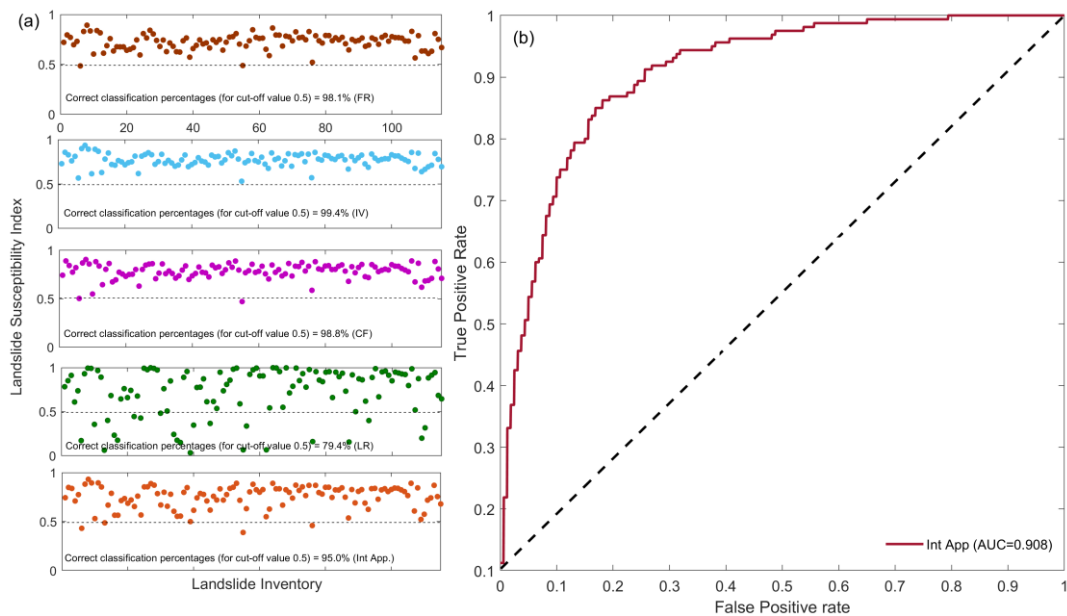 (a)
Landslide Susceptibility Index
1
0.5
0
Correct classification percentages (for cut-off value 0.5) = 98.1% (FR)
0 20 40 60 80 100
1
0.5
0
Correct classification percentages (for cut-off value 0.5) = 99.4% (IV)
1
0.5
0
Correct classification percentages (for cut-off value 0.5) = 98.8% (CF)
1
0.5
0
Correct classification percentages (for cut-off value 0.5) = 79.4% (LR)
1
0.5
0
Correct classification percentages (for cut-off value 0.5) = 95.0% (Int App.)
Landslide Inventory
(b)
True Positive Rate
1
0.9
0.8
0.7
0.6
0.5
0.4
0.3
0.2
0.1
Int App (AUC=0.908)
0 0.1 0.2 0.3 0.4 0.5 0.6 0.7 0.8 0.9 1
False Positive rate